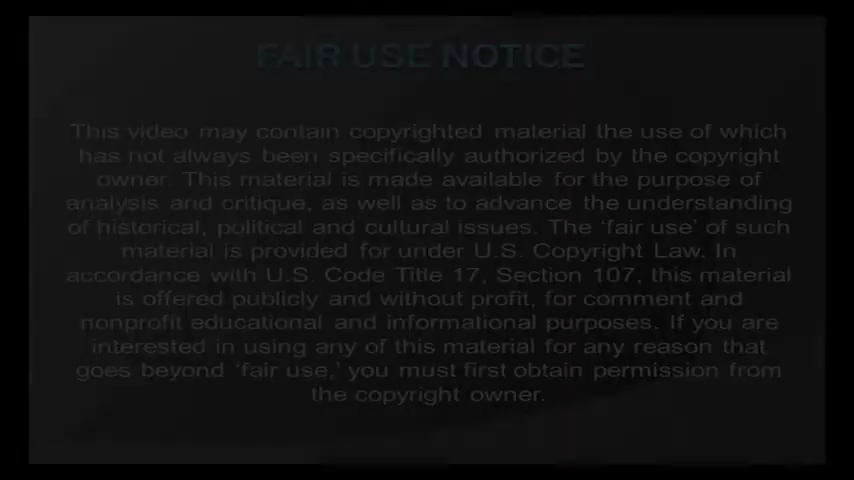 FAIR USE NOTICE
This video may contain copyrighted material the use of which
has not always been specifically authorized by the copyright
owner. This material is made available for the purpose of
analysis and critique, as well as to advance the understanding
of historical, political and cultural issues. The ‘fair use’ of such
material is provided for under U.S. Copyright Law. In
accordance with U.S. Code Title 17, Section 107, this material
is offered publicly and without profit, for comment and
nonprofit educational and informational purposes. If you are
interested in using any of this material for any reason that
goes beyond ‘fair use,’ you must first obtain permission from
the copyright owner.